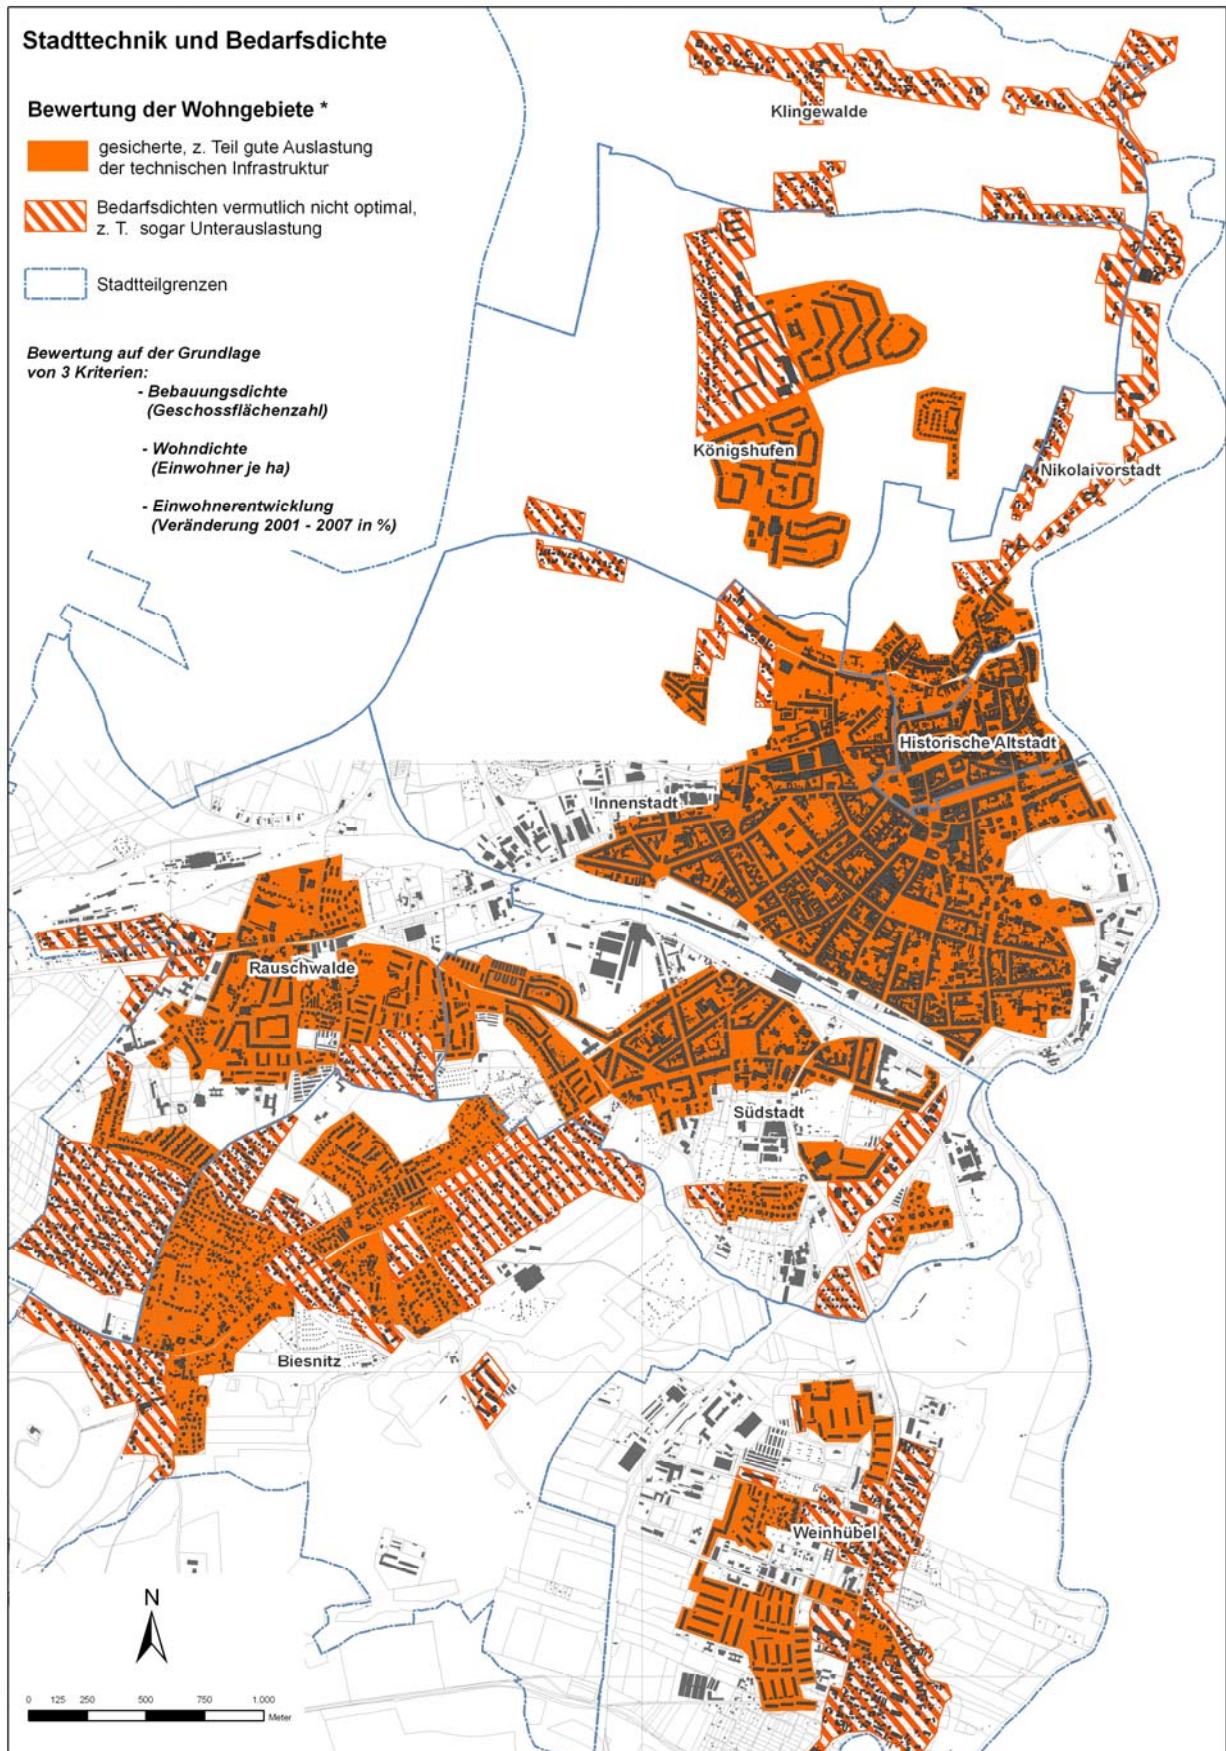 Stadttechnik und Bedarfsdichte
Bewertung der Wohngebiete *
gesicherte, z. Teil gute Auslastung
der technischen Infrastruktur
Bedarfsdichten vermutlich nicht optimal,
z. T. sogar Unterauslastung
Stadtteilgrenzen
Bewertung auf der Grundlage
von 3 Kriterien:
- Bebauungsdichte
(Geschossflächenzahl)
- Wohndichte
(Einwohner je ha)
- Einwohnerentwicklung
(Veränderung 2001 - 2007 in %)
Klingewalde
Königshufen
Nikolaivorstadt
Historische Altstadt
Innenstadt
Rauschwalde
Südstadt
Biesnitz
Weinhübel
N
0 125 250 500 750 1.000
Meter